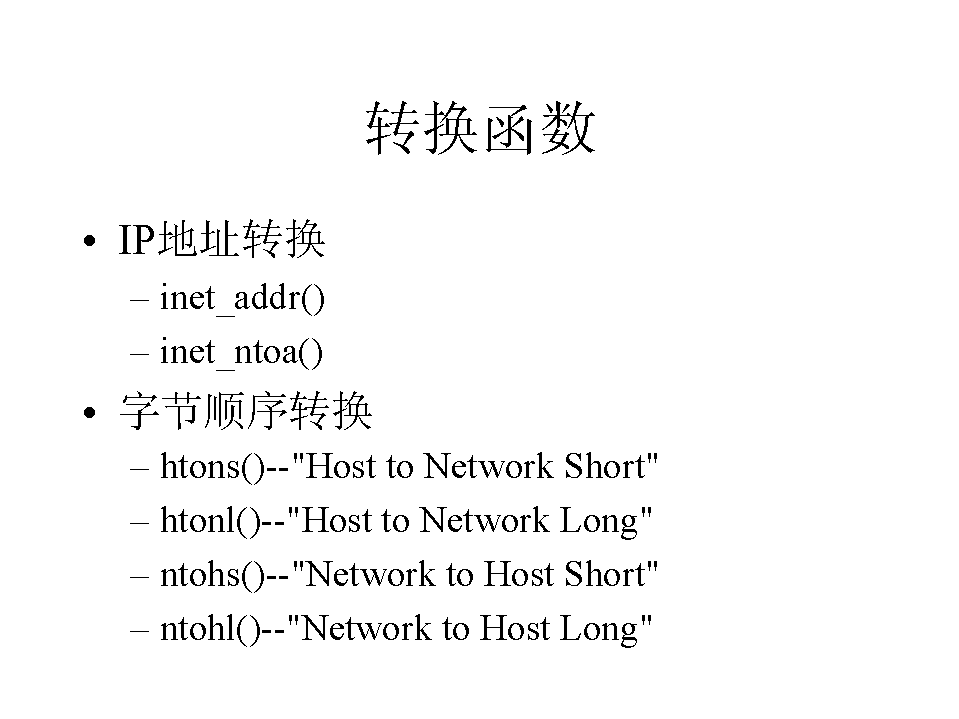 转换函数
• IP地址转换
– inet_addr()
– inet_ntoa()
• 字节顺序转换
– htons()--"Host to Network Short"
– htonl()--"Host to Network Long"
– ntohs()--"Network to Host Short"
– ntohl()--"Network to Host Long"